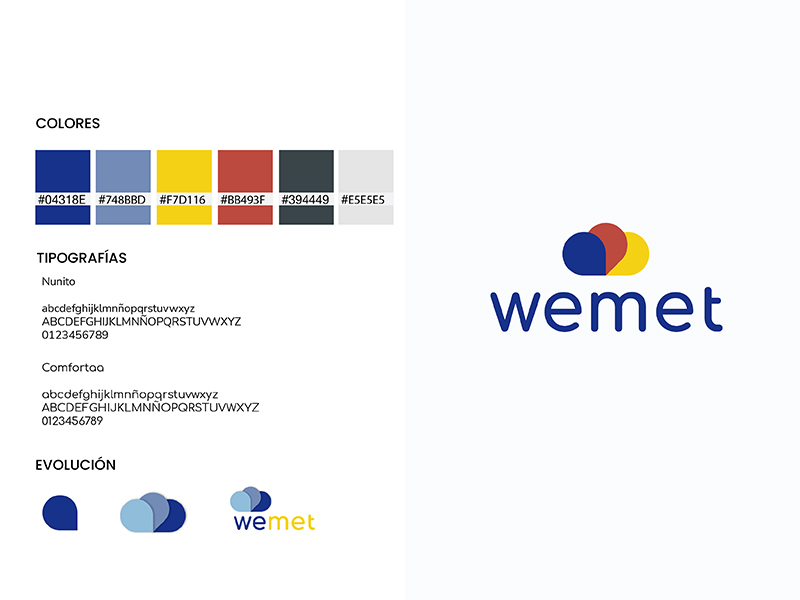 COLORES
#04318E #748BBD #F7D116 #BB493F #394449 #E5E5E5
TIPOGRAFÍAS
Nunito
abcdefghijklmnñopqrstuvwxyz
ABCDEFGHIJKLMNÑOPQRSTUVWXYZ
0123456789
Comfortaa
abcdefghijklmnñopqrstuvwxyz
ABCDEFGHIJKLMNÑOPQRSTUVWXYZ
0123456789
EVOLUCIÓN
wemet
wemet